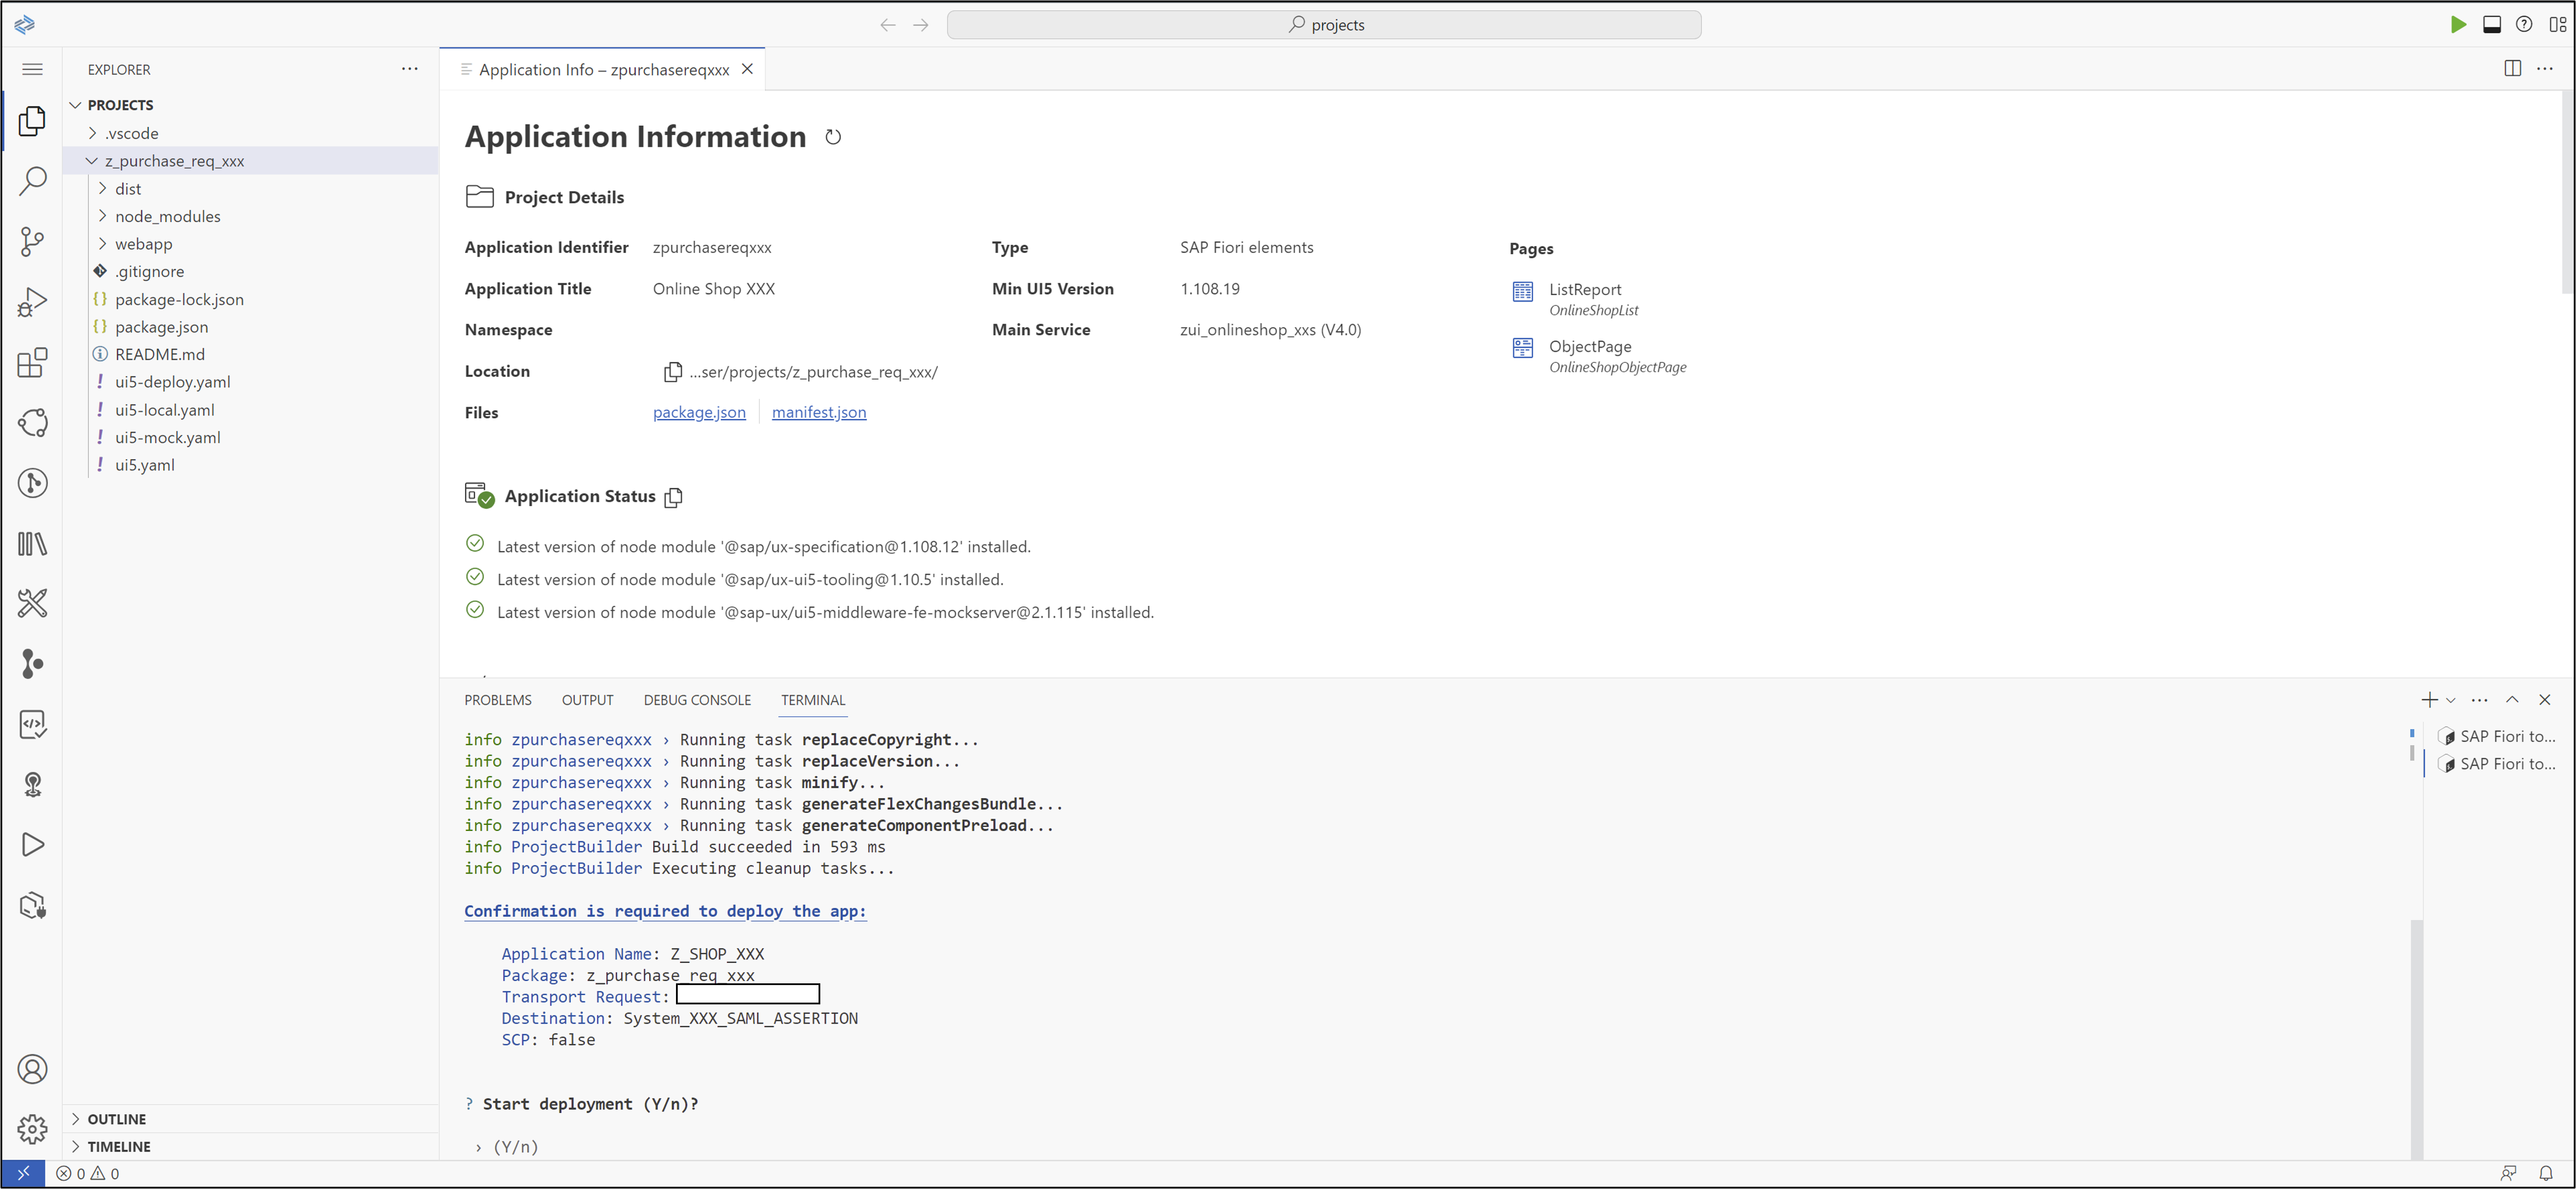 projects
EXPLORER
PROJECTS
.vscode
z_purchase_req_xxx
dist
node_modules
webapp
.gitignore
{} package-lock.json
{} package.json
README.md
! ui5-deploy.yaml
! ui5-local.yaml
! ui5-mock.yaml
! ui5.yaml
OUTLINE
TIMELINE
Application Info – zpurchasereqxxx
Application Information
Project Details
Application Identifier zpurchasereqxxx
Application Title Online Shop XXX
Namespace
Location ...ser/projects/z_purchase_req_xxx/
Files package.json manifest.json
Type SAP Fiori elements
Min UI5 Version 1.108.19
Main Service zui_onlineshop_xxs (V4.0)
Pages
ListReport
OnlineShopList
ObjectPage
OnlineShopObjectPage
Application Status
Latest version of node module '@sap/ux-specification@1.108.12' installed.
Latest version of node module '@sap/ux-ui5-tooling@1.10.5' installed.
Latest version of node module '@sap-ux/ui5-middleware-fe-mockserver@2.1.115' installed.
PROBLEMS OUTPUT DEBUG CONSOLE TERMINAL
info zpurchasereqxxx › Running task replaceCopyright...
info zpurchasereqxxx › Running task replaceVersion...
info zpurchasereqxxx › Running task minify...
info zpurchasereqxxx › Running task generateFlexChangesBundle...
info zpurchasereqxxx › Running task generateComponentPreload...
info ProjectBuilder Build succeeded in 593 ms
info ProjectBuilder Executing cleanup tasks...
Confirmation is required to deploy the app:
Application Name: Z_SHOP_XXX
Package: z_purchase_req_xxx
Transport Request:
Destination: System_XXX_SAML_ASSERTION
SCP: false
? Start deployment (Y/n)?
› (Y/n)
SAP Fiori to...
SAP Fiori to...
0 0